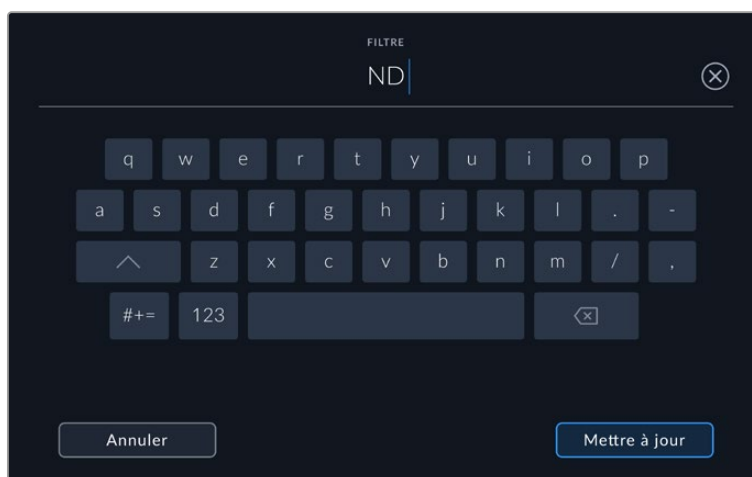 FILTRE
ND
q w e r t y u i o p
a s d f g h j k l . -
z x c v b n m / ,
#+= 123
Annuler Mettre à jour